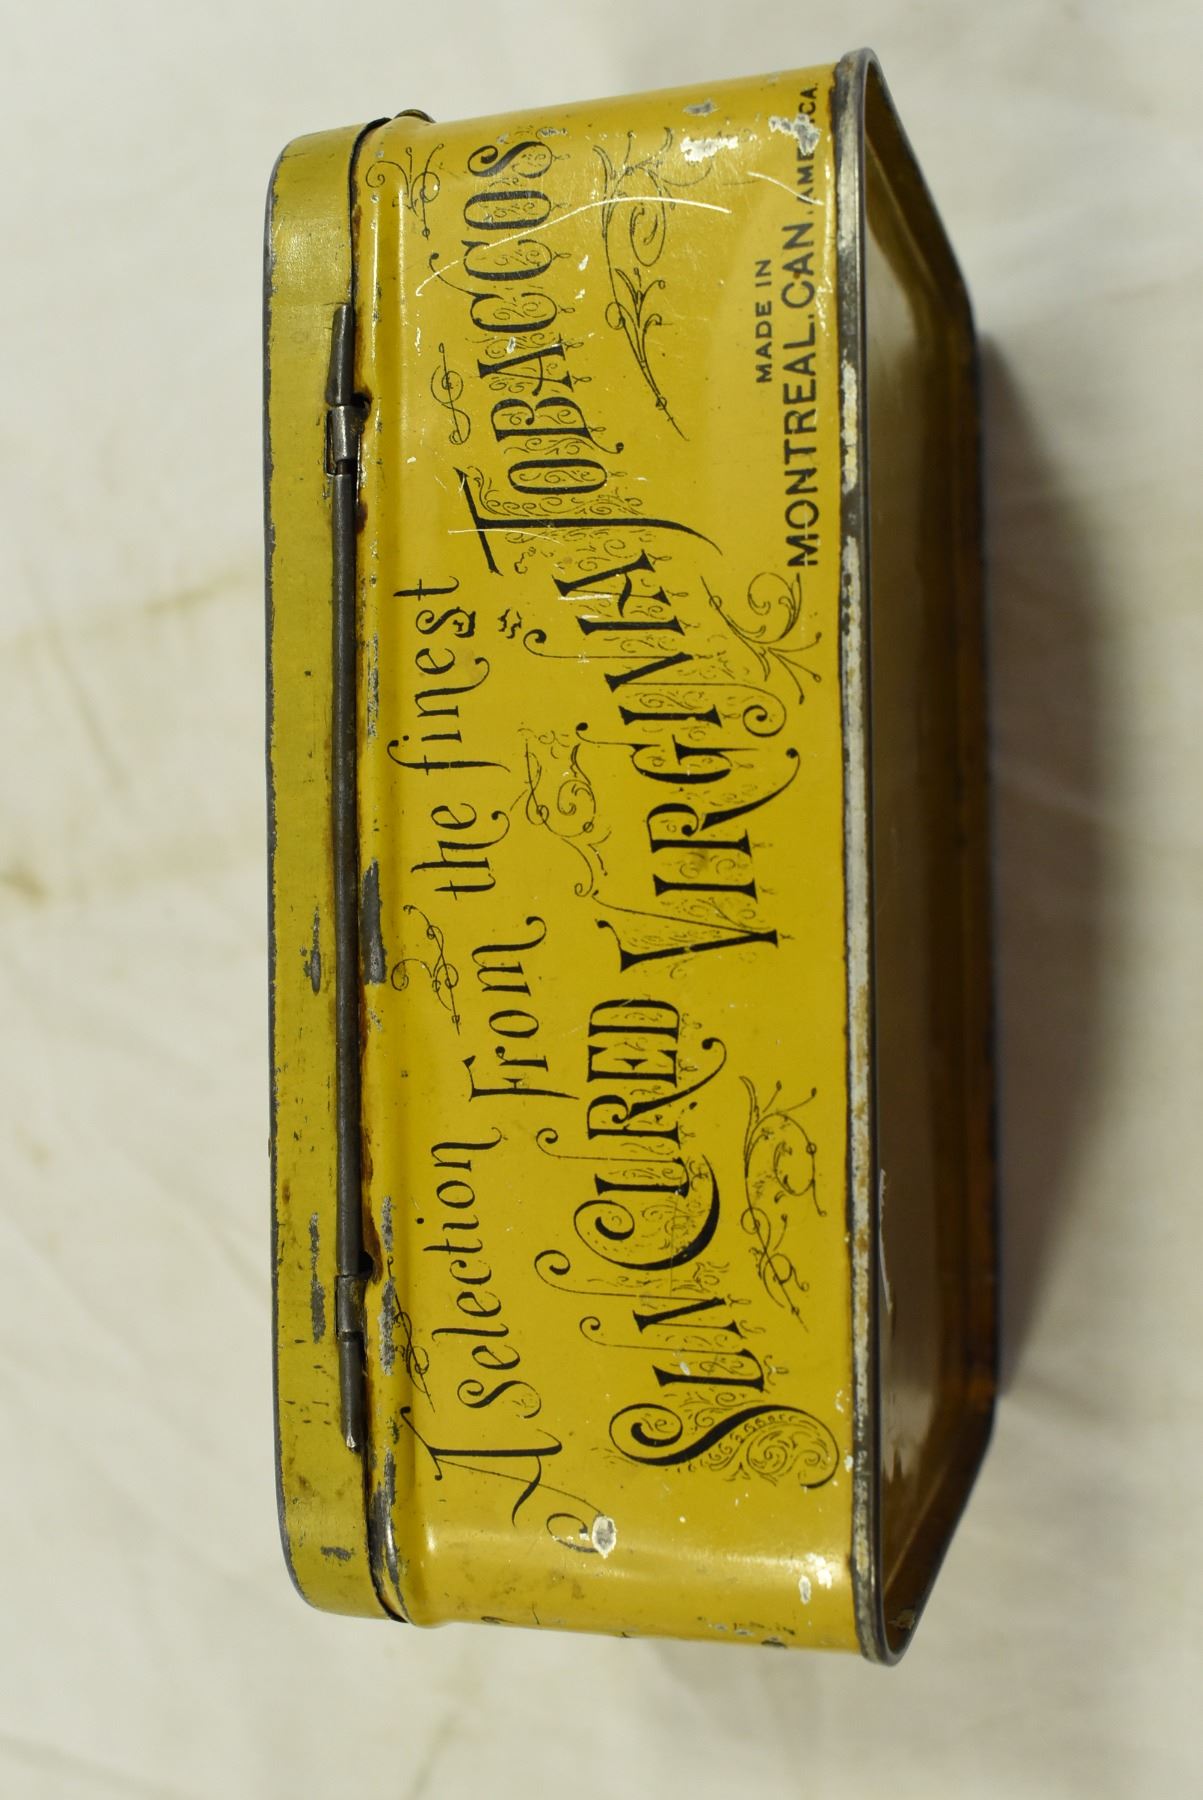 A selection From the finest
SUN CURED VIRGINIA TOBACCOS
MADE IN
MONTREAL. CAN. AMERICA.